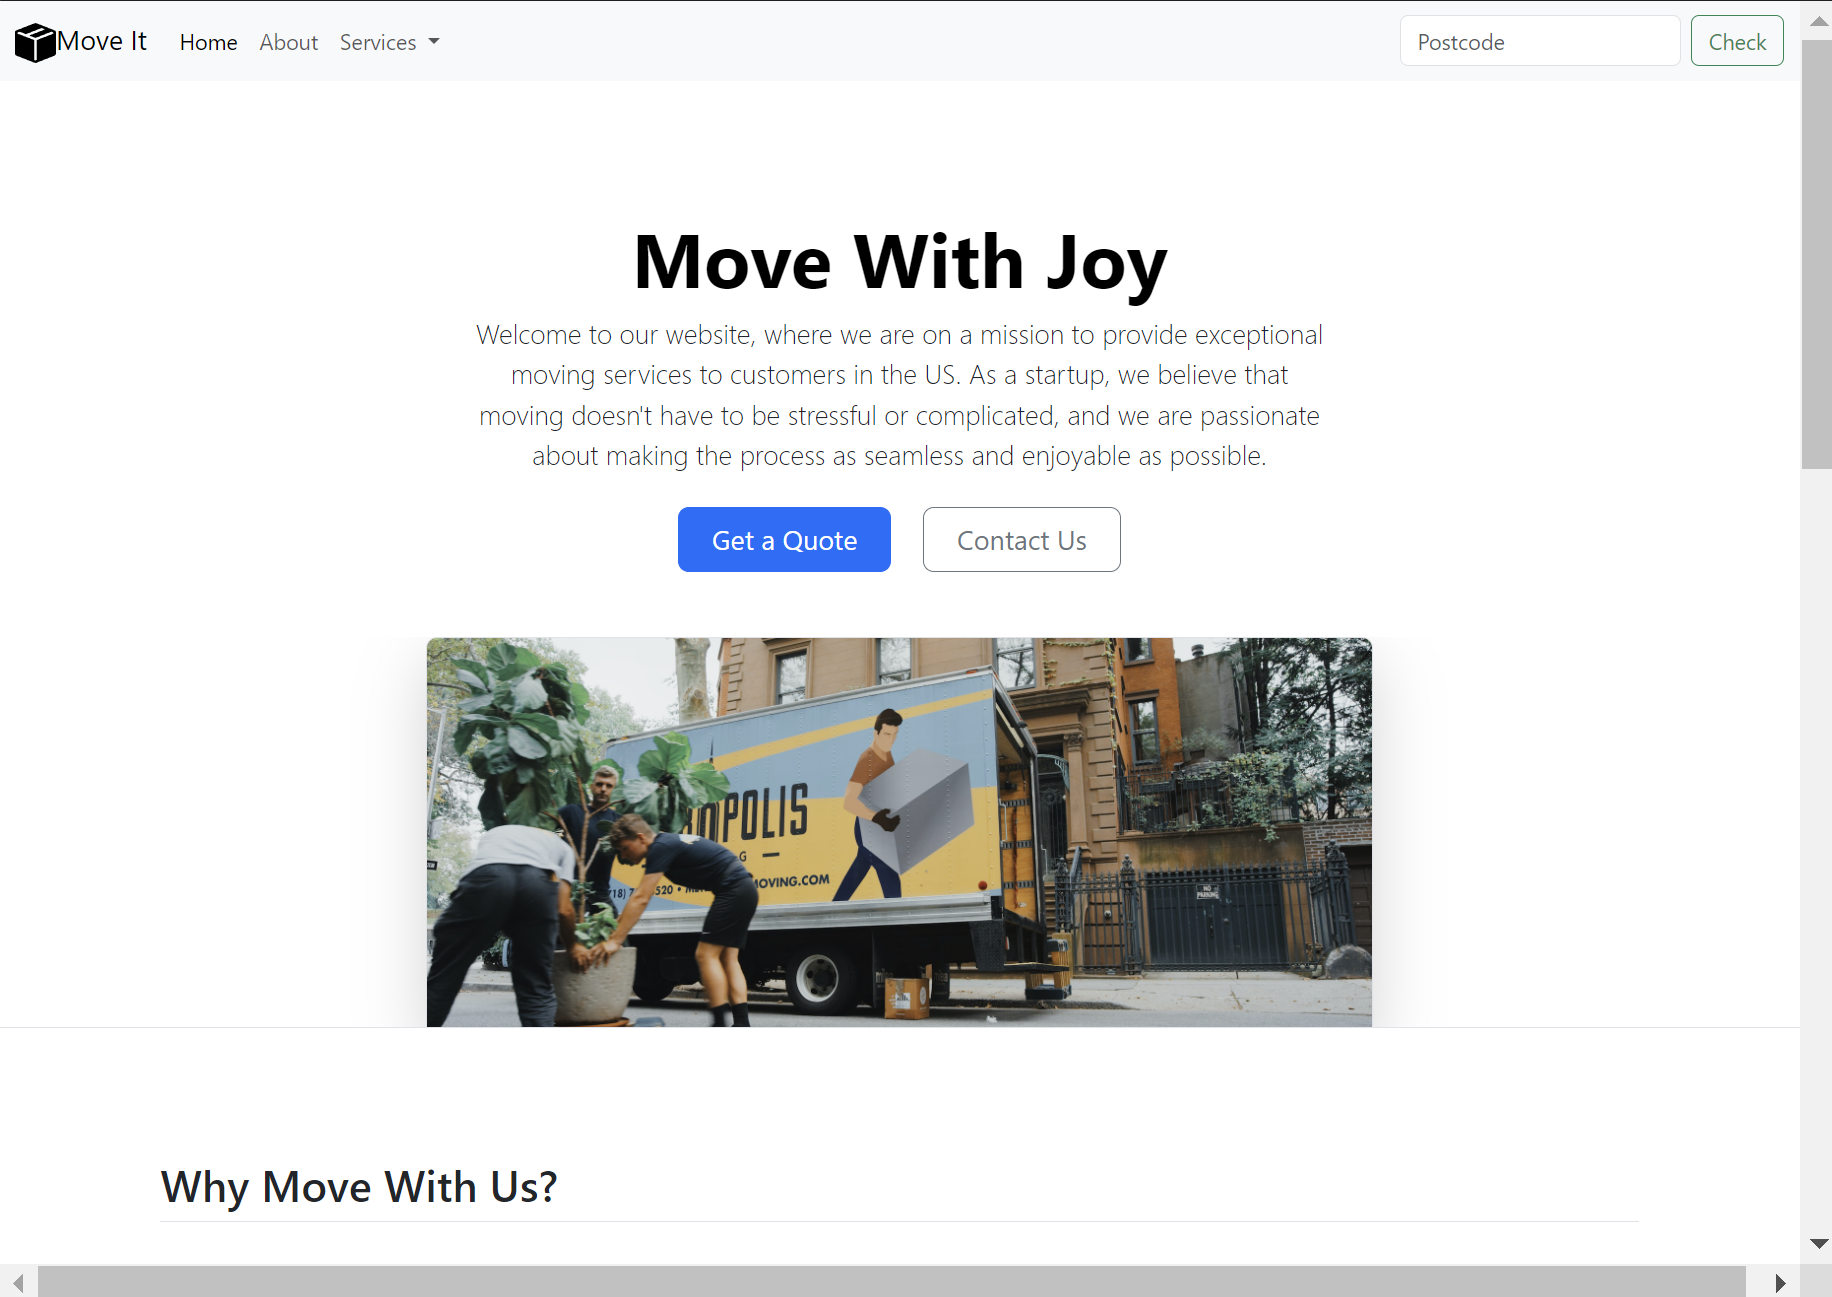 Move It Home About Services Postcode Check
Move With Joy
Welcome to our website, where we are on a mission to provide exceptional
moving services to customers in the US. As a startup, we believe that
moving doesn't have to be stressful or complicated, and we are passionate
about making the process as seamless and enjoyable as possible.
Get a Quote Contact Us
POLIS
OVING.COM
NO
PARKING
Why Move With Us?